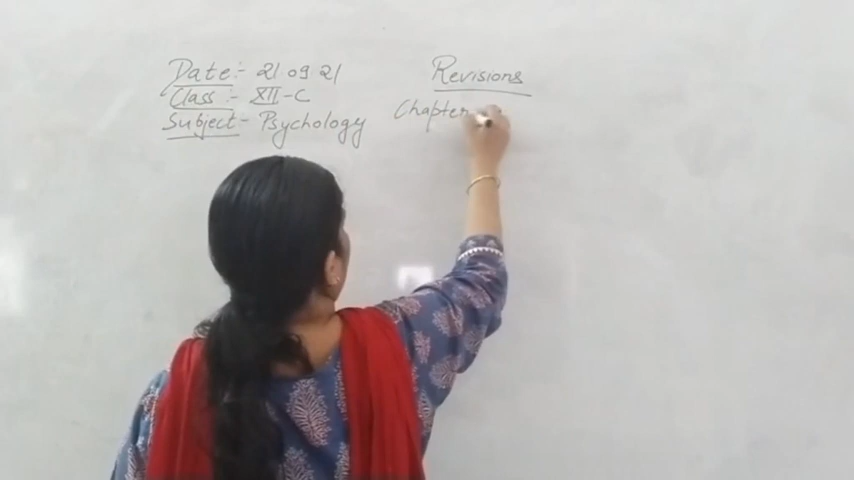 Date:- 21 09 21
Class:- XII-C
Subject- Psychology
Revisions
Chapter